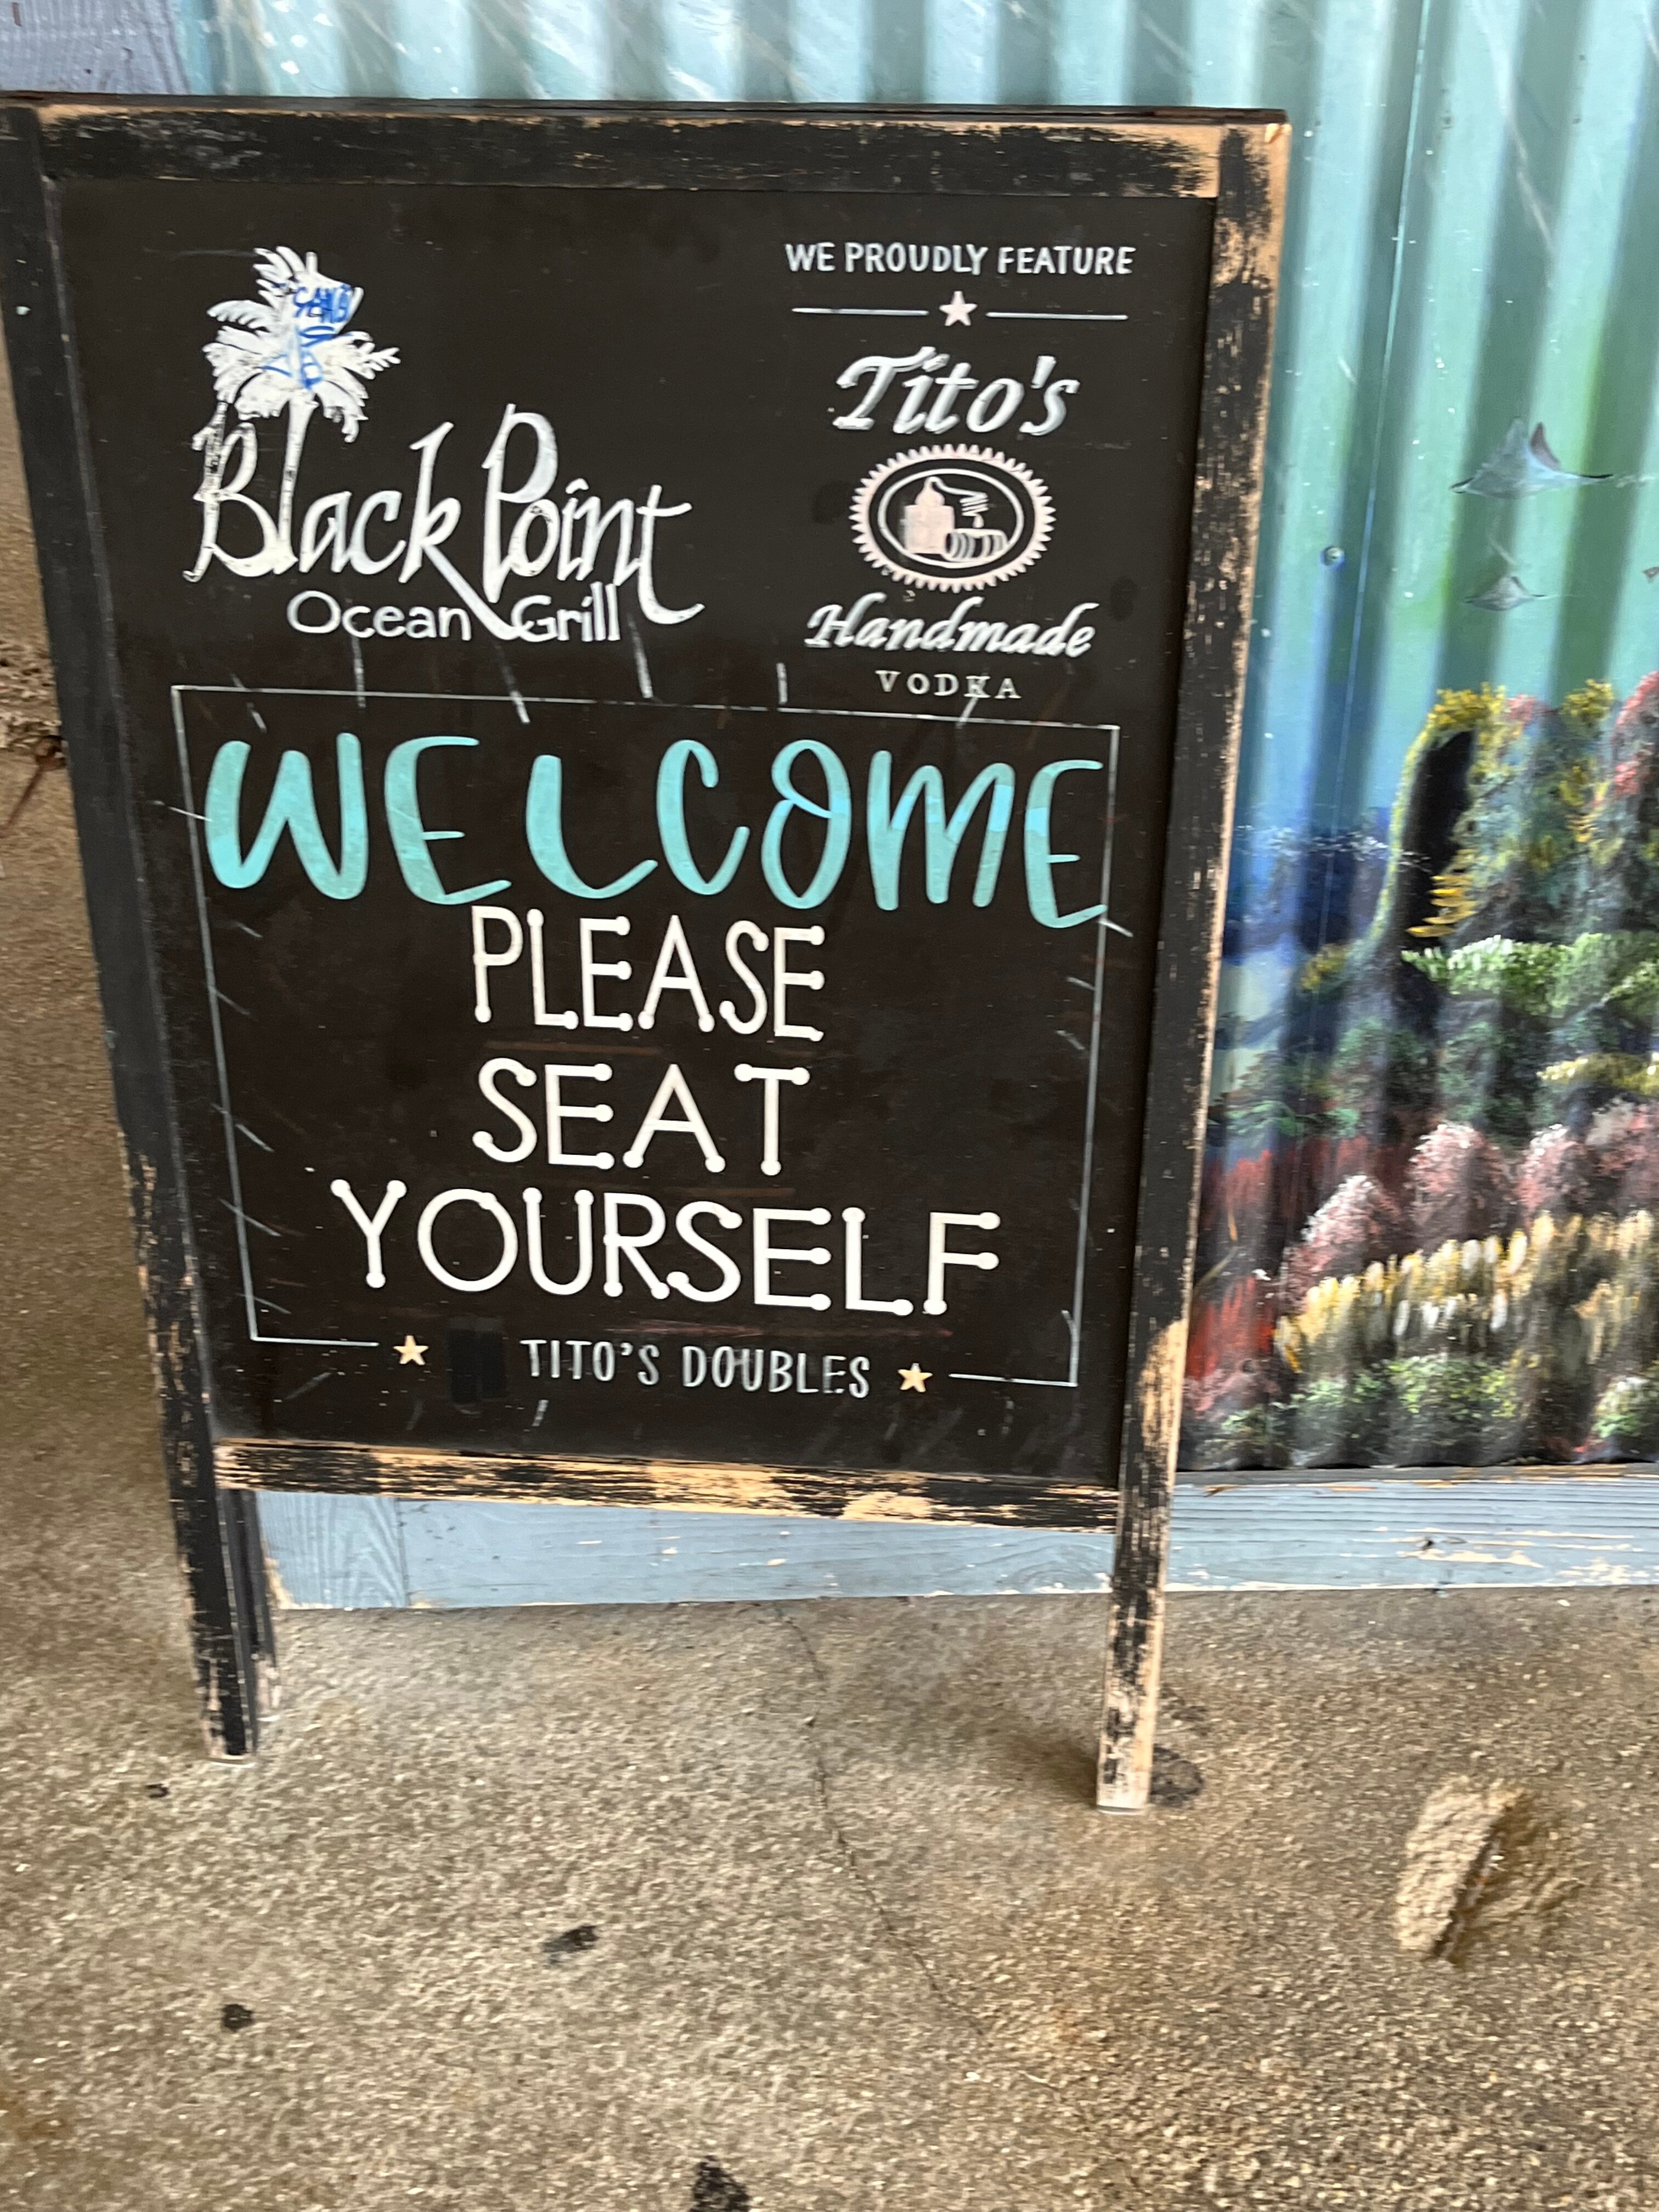 Black Point
Ocean Grill
WE PROUDLY FEATURE
Tito's
Handmade
VODKA
WELCOME
PLEASE
SEAT
YOURSELF
TITO'S DOUBLES